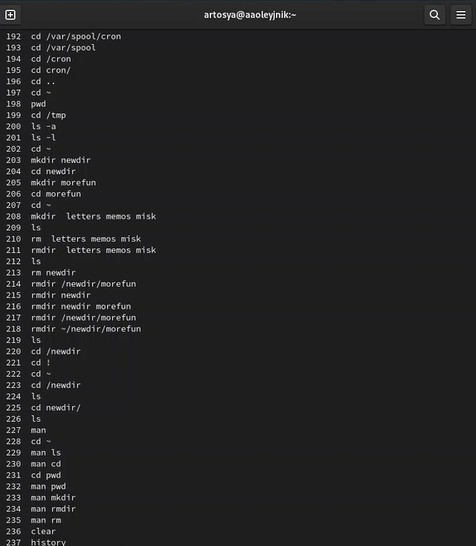 artosya@aaoleyjnik:~
192 cd /var/spool/cron
193 cd /var/spool
194 cd /cron
195 cd cron/
196 cd ..
197 cd ~
198 pwd
199 cd /tmp
200 ls -a
201 ls -l
202 cd ~
203 mkdir newdir
204 cd newdir
205 mkdir morefun
206 cd morefun
207 cd ~
208 mkdir  letters memos misk
209 ls
210 rm  letters memos misk
211 rmdir  letters memos misk
212 ls
213 rm newdir
214 rmdir /newdir/morefun
215 rmdir newdir
216 rmdir newdir morefun
217 rmdir /newdir/morefun
218 rmdir ~/newdir/morefun
219 ls
220 cd /newdir
221 cd !
222 cd ~
223 cd /newdir
224 ls
225 cd newdir/
226 ls
227 man
228 cd ~
229 man ls
230 man cd
231 cd pwd
232 man pwd
233 man mkdir
234 man rmdir
235 man rm
236 clear
237 history